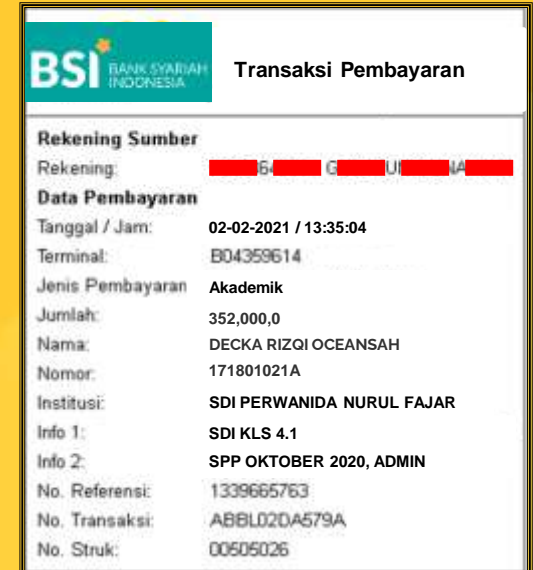 BSI BANK SYARIAH INDONESIA
Transaksi Pembayaran
Rekening Sumber
Rekening: 64 G NA
Data Pembayaran
Tanggal / Jam: 02-02-2021 / 13:35:04
Terminal: B04359614
Jenis Pembayaran Akademik
Jumlah: 352,000,0
Nama: DECKA RIZQI OCEANSAH
Nomor: 171801021A
Institusi: SDI PERWANIDA NURUL FAJAR
Info 1: SDI KLS 4.1
Info 2: SPP OKTOBER 2020, ADMIN
No. Referensi: 1339665763
No. Transaksi: ABBL02DA579A
No. Struk: 00505026